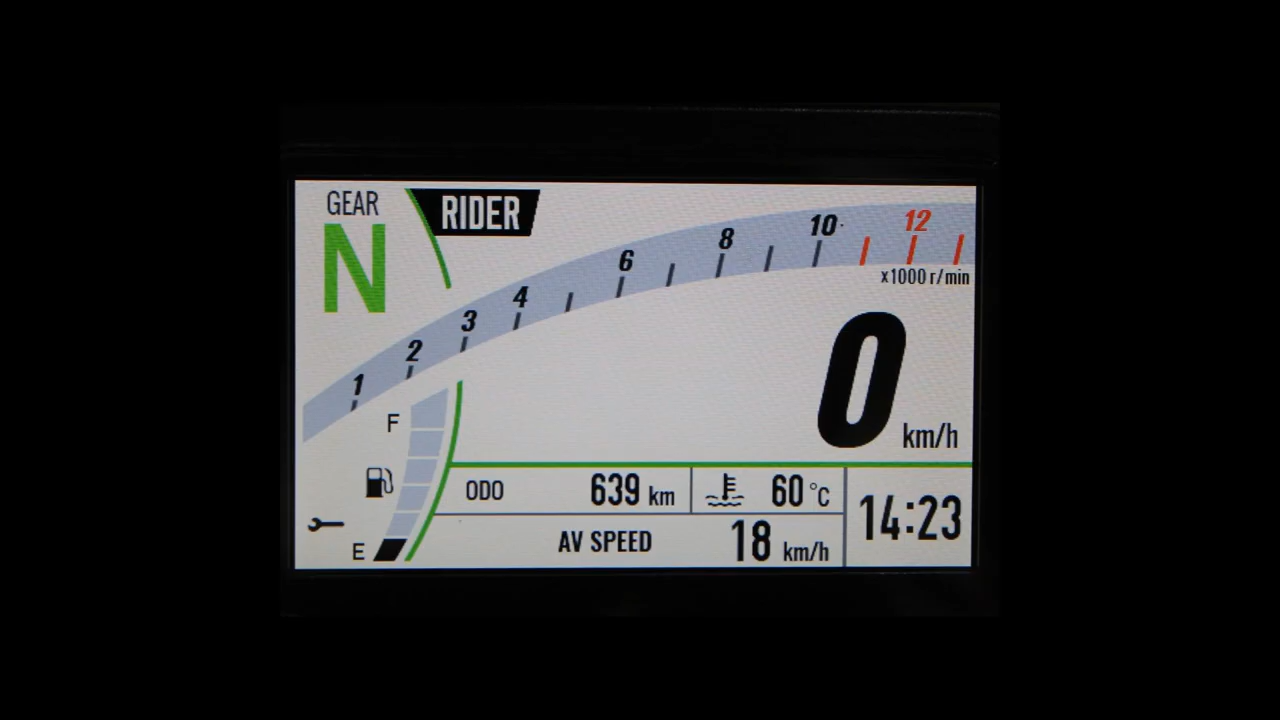 GEAR
N
RIDER
1
2
3
4
6
8
10
12
x1000 r/min
0
km/h
F
E
ODO 639 km
60 °C
AV SPEED 18 km/h
14:23